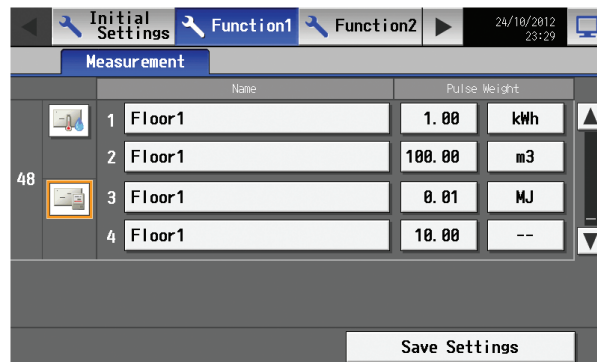 Initial Settings Function1 Function2 24/10/2012 23:29
Measurement
Name Pulse Weight
1 Floor1 1.00 kWh
2 Floor1 100.00 m3
48
3 Floor1 0.01 MJ
4 Floor1 10.00 --
Save Settings